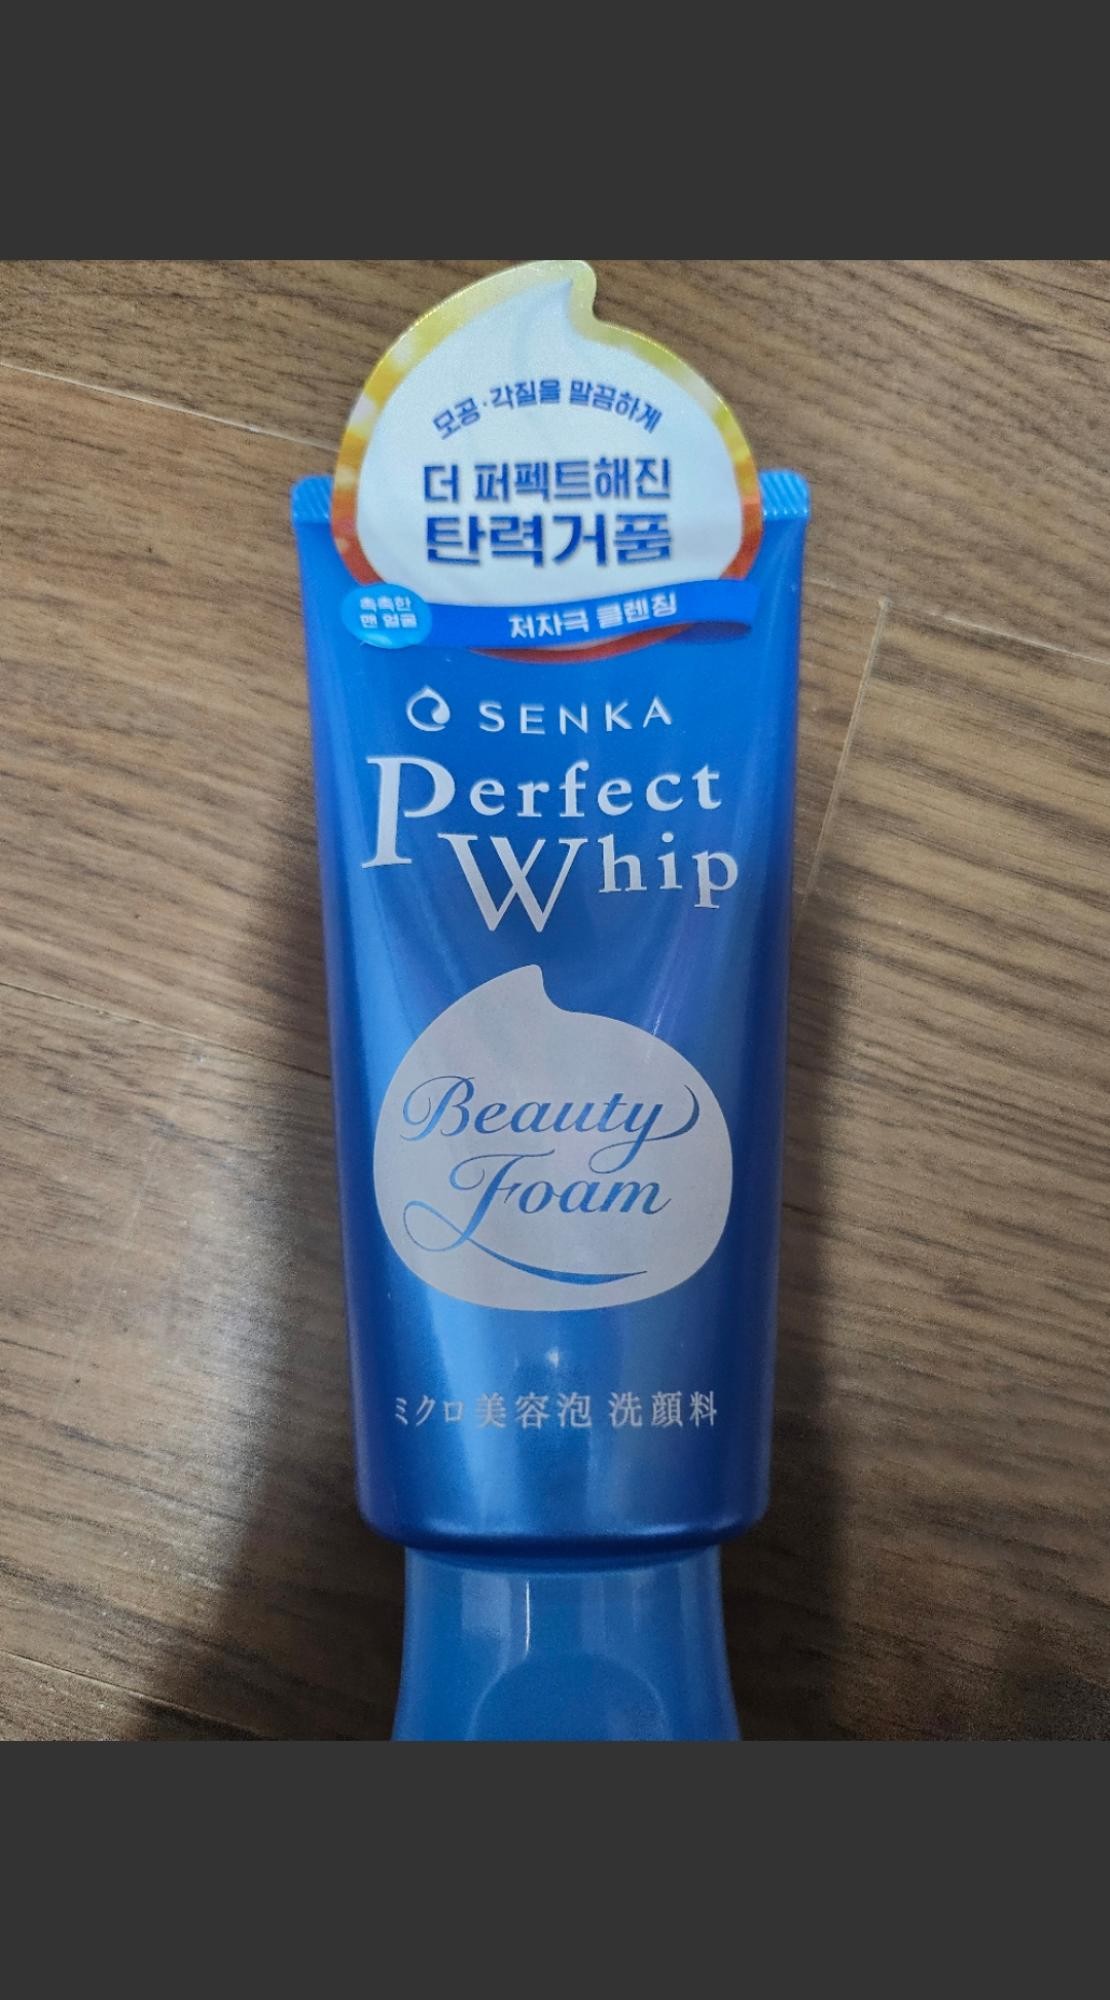 모공·각질을 말끔하게
더 퍼펙트해진
탄력거품
촉촉한
맨 얼굴
저자극 클렌징
SENKA
Perfect
Whip
Beauty
Foam
ミクロ美容泡 洗顔料